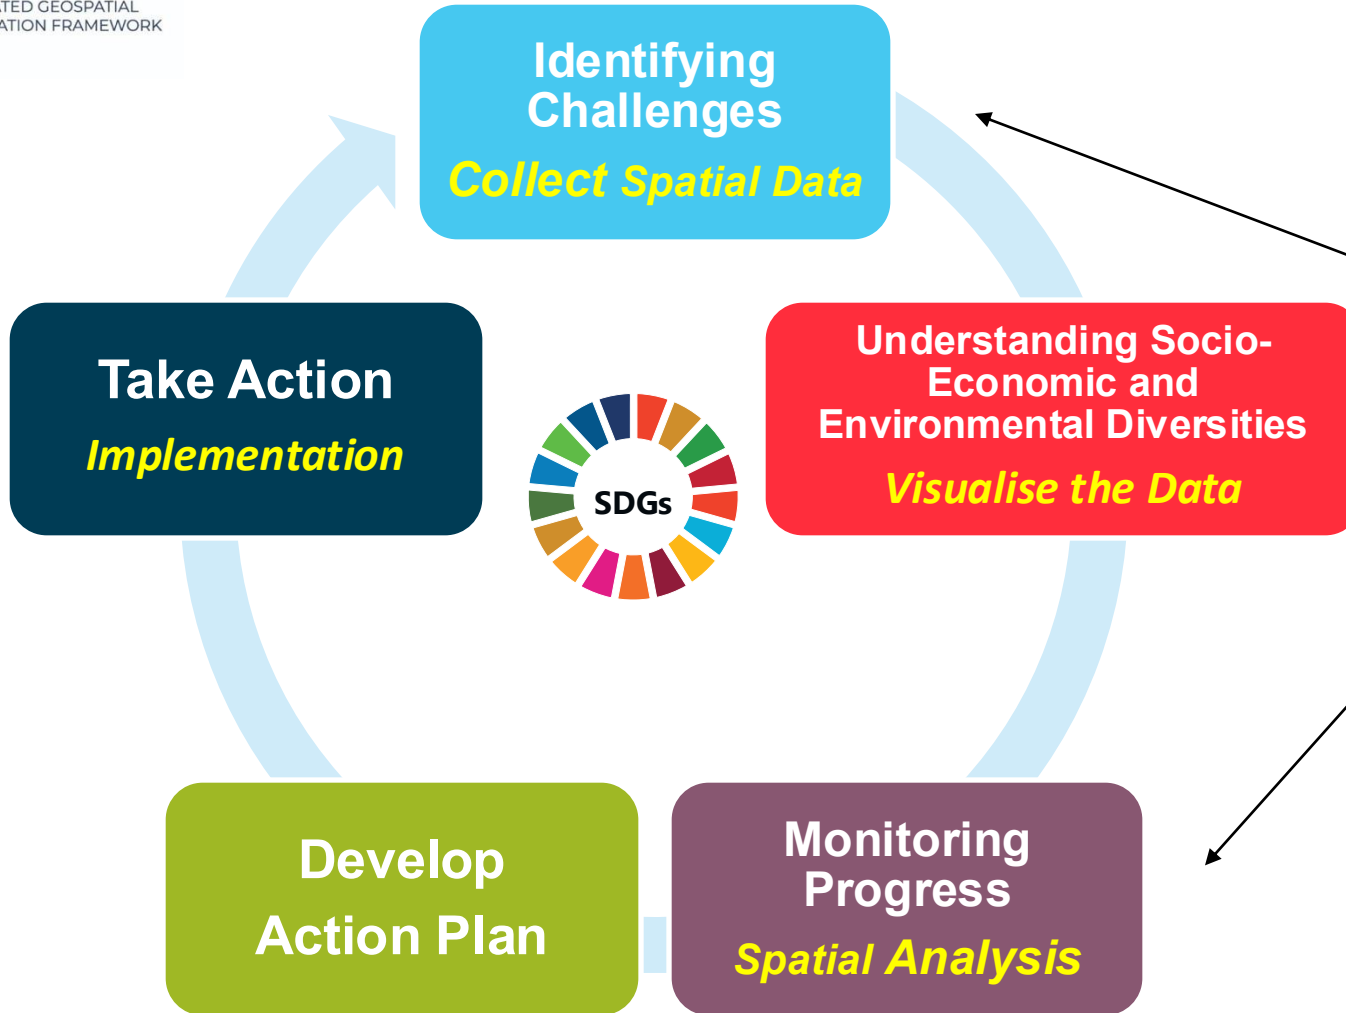 ATED GEOSPATIAL
ATION FRAMEWORK
Identifying
Challenges
Collect Spatial Data
Understanding Socio-
Economic and
Environmental Diversities
Visualise the Data
Monitoring
Progress
Spatial Analysis
Develop
Action Plan
Take Action
Implementation
SDGs